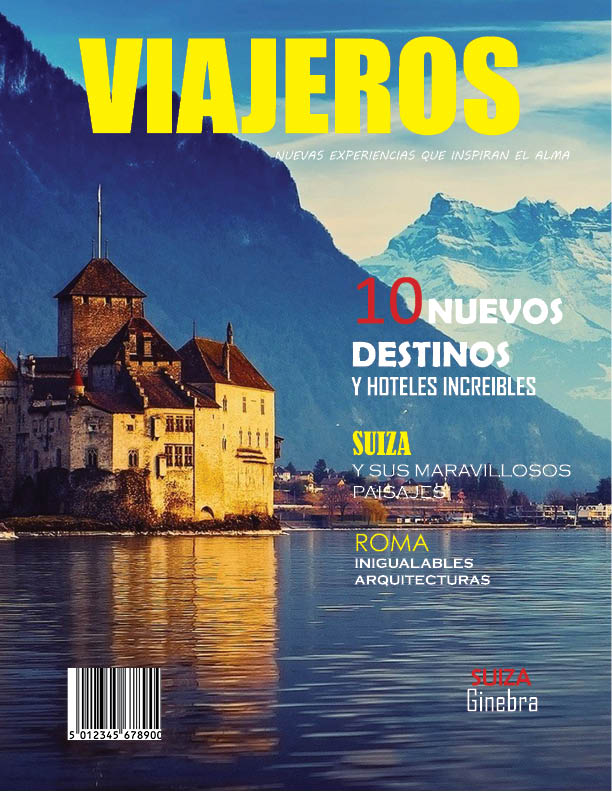 VIAJEROS
NUEVAS EXPERIENCIAS QUE INSPIRAN EL ALMA
10 NUEVOS
DESTINOS
Y HOTELES INCREIBLES
SUIZA
Y SUS MARAVILLOSOS
PAISAJES
ROMA
INIGUALABLES
ARQUITECTURAS
SUIZA
Ginebra
5 012345 678900